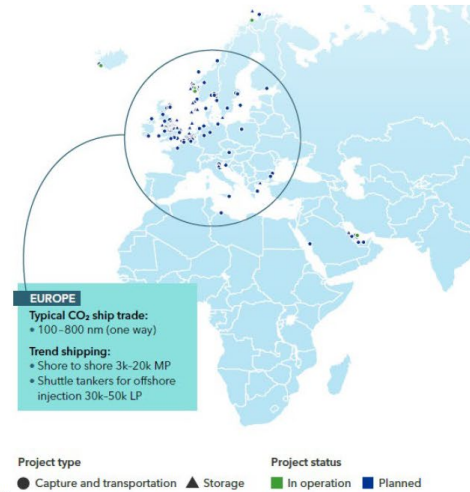 EUROPE
Typical CO₂ ship trade:
• 100–800 nm (one way)
Trend shipping:
• Shore to shore 3k–20k MP
• Shuttle tankers for offshore
injection 30k–50k LP
Project type
Capture and transportation
Storage
Project status
In operation
Planned